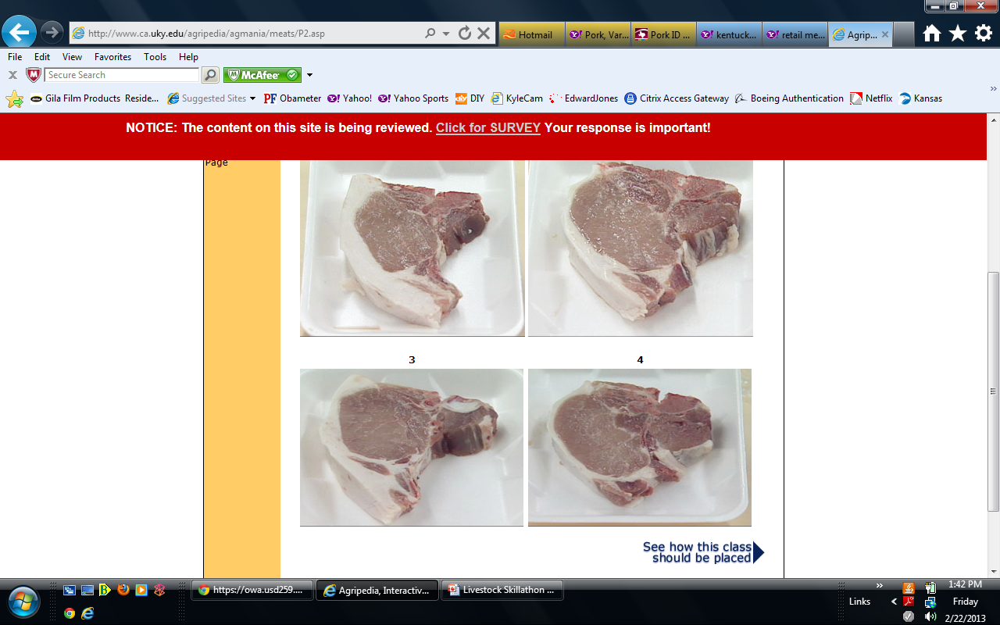 http://www.ca.uky.edu/agripedia/agmania/meats/P2.asp
Hotmail
Pork, Var...
Pork ID ...
kentuck...
retail me...
Agrip...
File Edit View Favorites Tools Help
Secure Search
McAfee
Gila Film Products Reside...
Suggested Sites
Obameter
Yahoo!
Yahoo Sports
DIY
KyleCam
EdwardJones
Citrix Access Gateway
Boeing Authentication
Netflix
Kansas
NOTICE: The content on this site is being reviewed. Click for SURVEY Your response is important!
Page
3
4
See how this class
should be placed
https://owa.usd259....
Agripedia, Interactiv...
Livestock Skillathon ...
Links
1:42 PM
Friday
2/22/2013